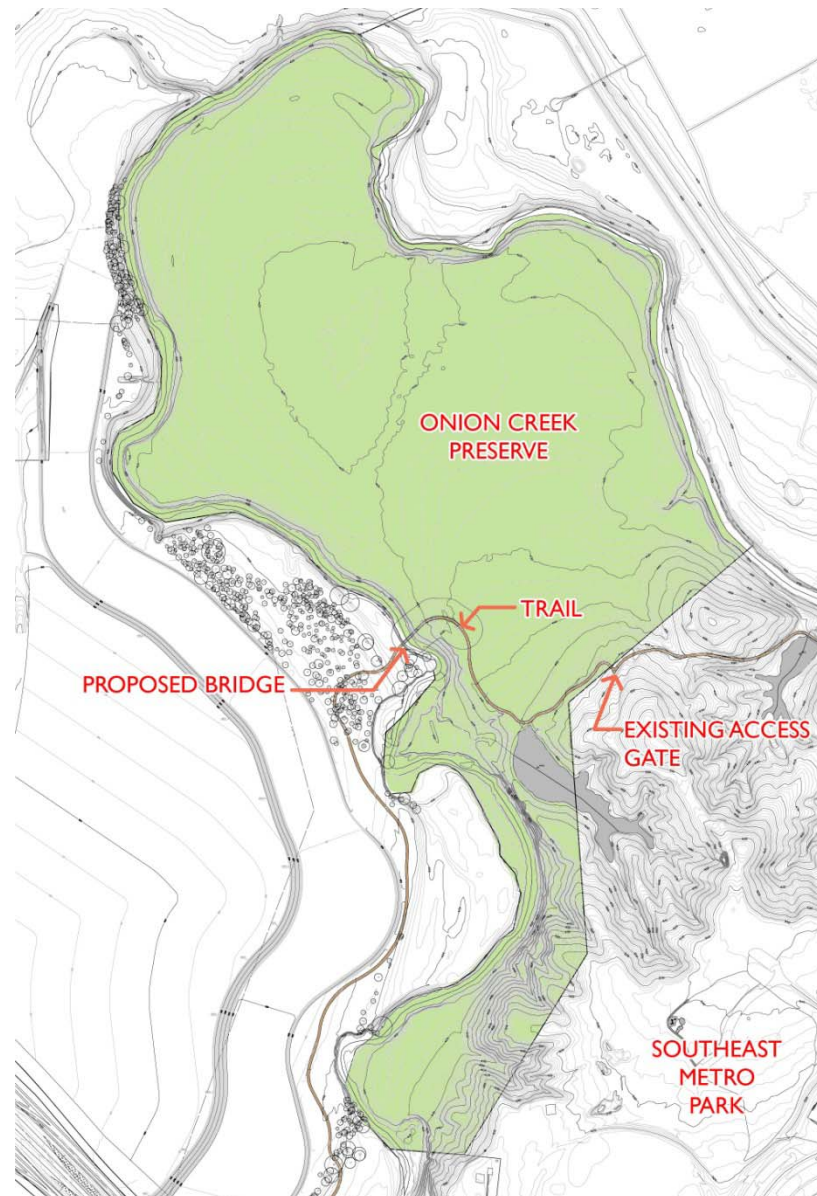 ONION CREEK
PRESERVE
TRAIL
PROPOSED BRIDGE
EXISTING ACCESS
GATE
SOUTHEAST
METRO
PARK